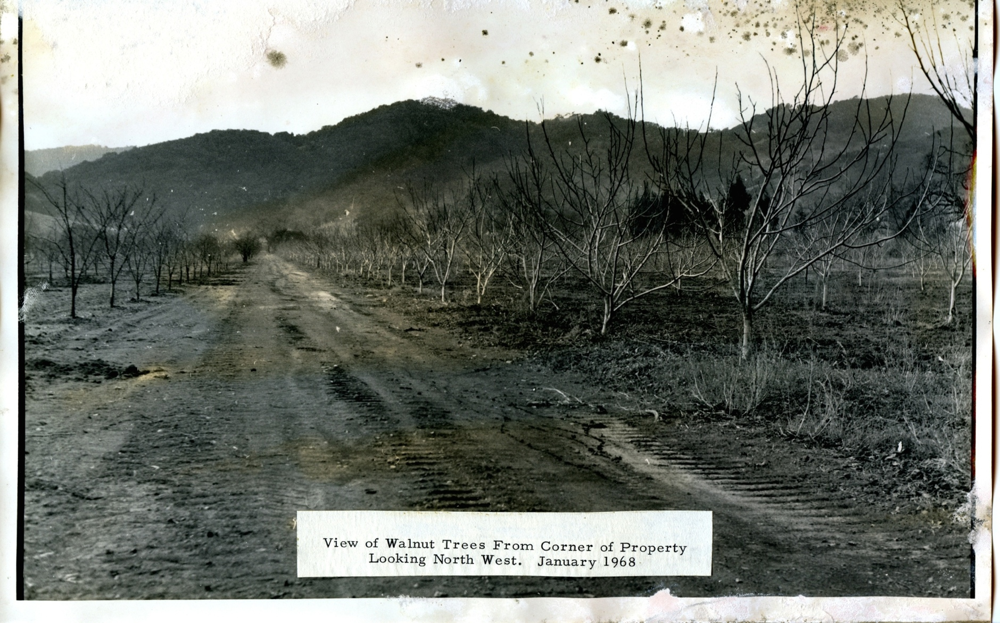 View of Walnut Trees From Corner of Property
Looking North West. January 1968